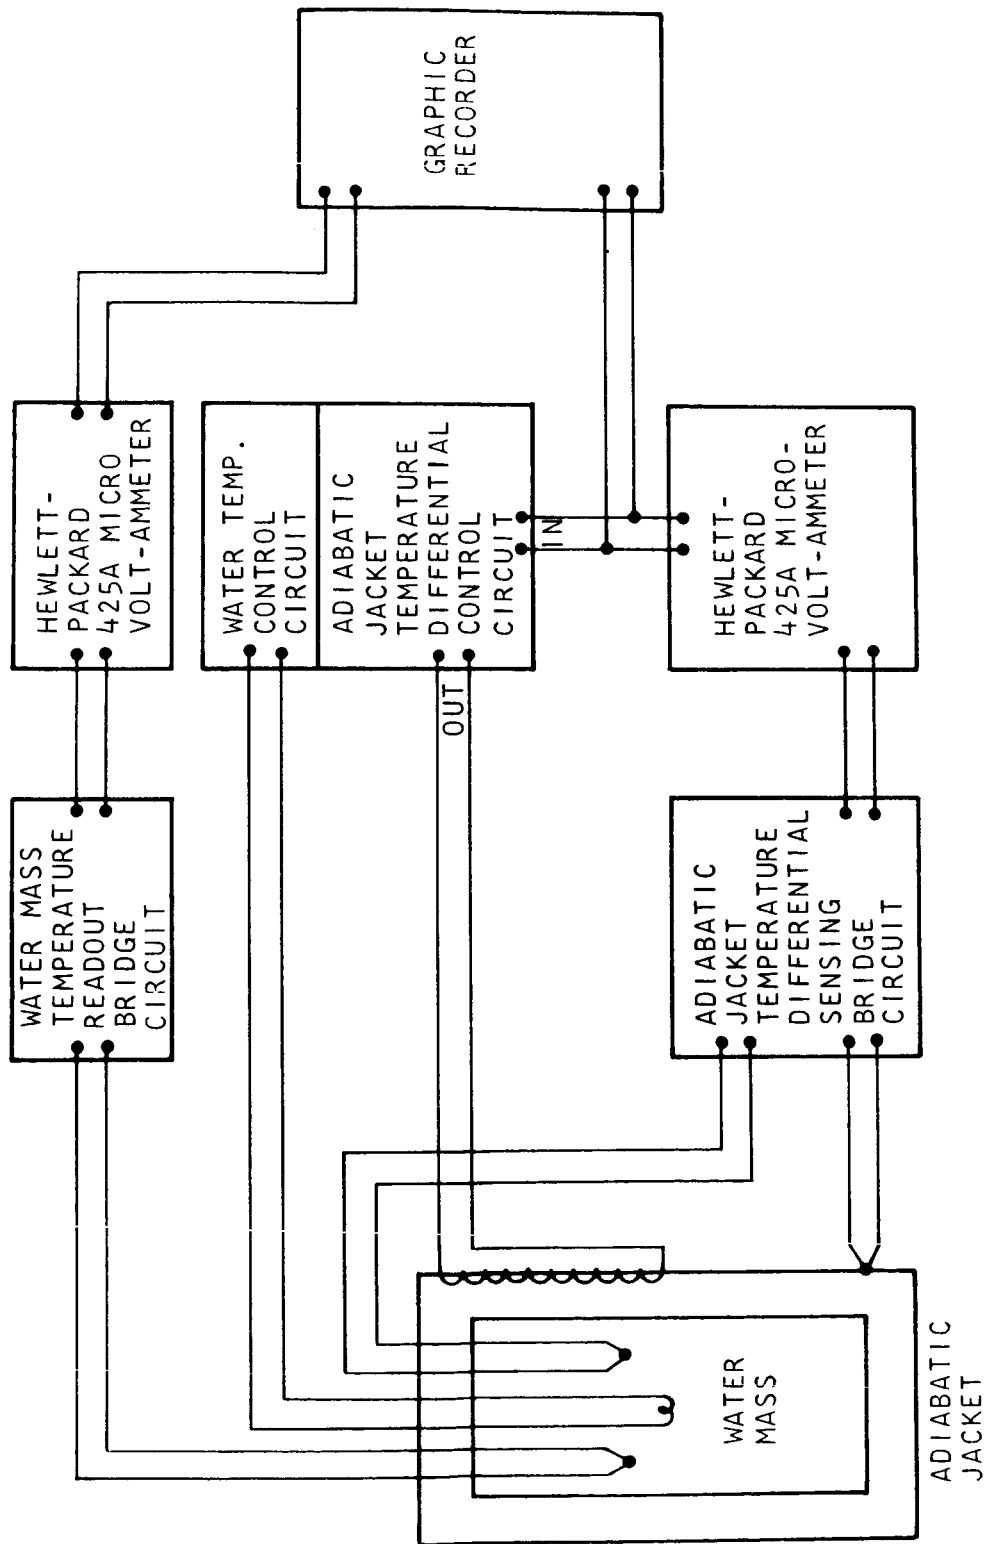 WATER MASS
TEMPERATURE
READOUT
BRIDGE
CIRCUIT
HEWLETT-
PACKARD
425A MICRO
VOLT-AMMETER
WATER TEMP.
CONTROL
CIRCUIT
ADIABATIC
JACKET
TEMPERATURE
DIFFERENTIAL
CONTROL
CIRCUIT
OUT
IN
GRAPHIC
RECORDER
ADIABATIC
JACKET
TEMPERATURE
DIFFERENTIAL
SENSING
BRIDGE
CIRCUIT
HEWLETT-
PACKARD
425A MICRO-
VOLT-AMMETER
WATER
MASS
ADIABATIC
JACKET